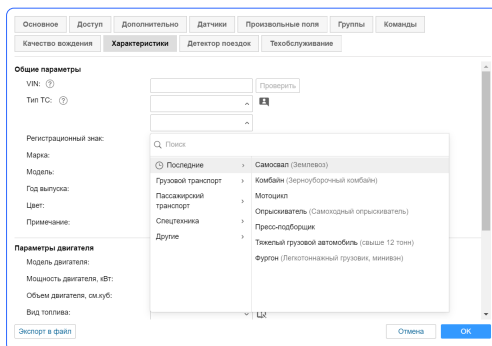 Основное Доступ Дополнительно Датчики Произвольные поля Группы Команды
Качество вождения Характеристики Детектор поездок Техобслуживание
Общие параметры
VIN: ? Проверить
Тип ТС: ?
Регистрационный знак:
Марка:
Модель:
Год выпуска:
Цвет:
Примечание:
Поиск
Последние
Грузовой транспорт
Пассажирский
транспорт
Спецтехника
Другие
Самосвал (Землевоз)
Комбайн (Зерноуборочный комбайн)
Мотоцикл
Опрыскиватель (Самоходный опрыскиватель)
Пресс-подборщик
Тяжелый грузовой автомобиль (свыше 12 тонн)
Фургон (Легкотоннажный грузовик, минивэн)
Параметры двигателя
Модель двигателя:
Мощность двигателя, кВт:
Объем двигателя, см.куб:
Вид топлива:
Экспорт в файл Отмена OK